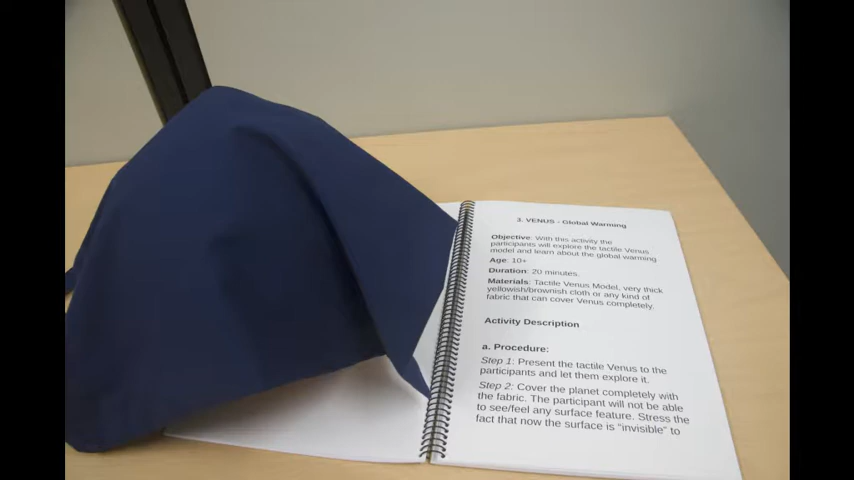 3. VENUS - Global Warming
Objective: With this activity the
participants will explore the tactile Venus
model and learn about the global warming
Age: 10+
Duration: 20 minutes.
Materials: Tactile Venus Model, very thick
yellowish/brownish cloth or any kind of
fabric that can cover Venus completely.
Activity Description
a. Procedure:
Step 1: Present the tactile Venus to the
participants and let them explore it.
Step 2: Cover the planet completely with
the fabric. The participant will not be able
to see/feel any surface feature. Stress the
fact that now the surface is “invisible” to